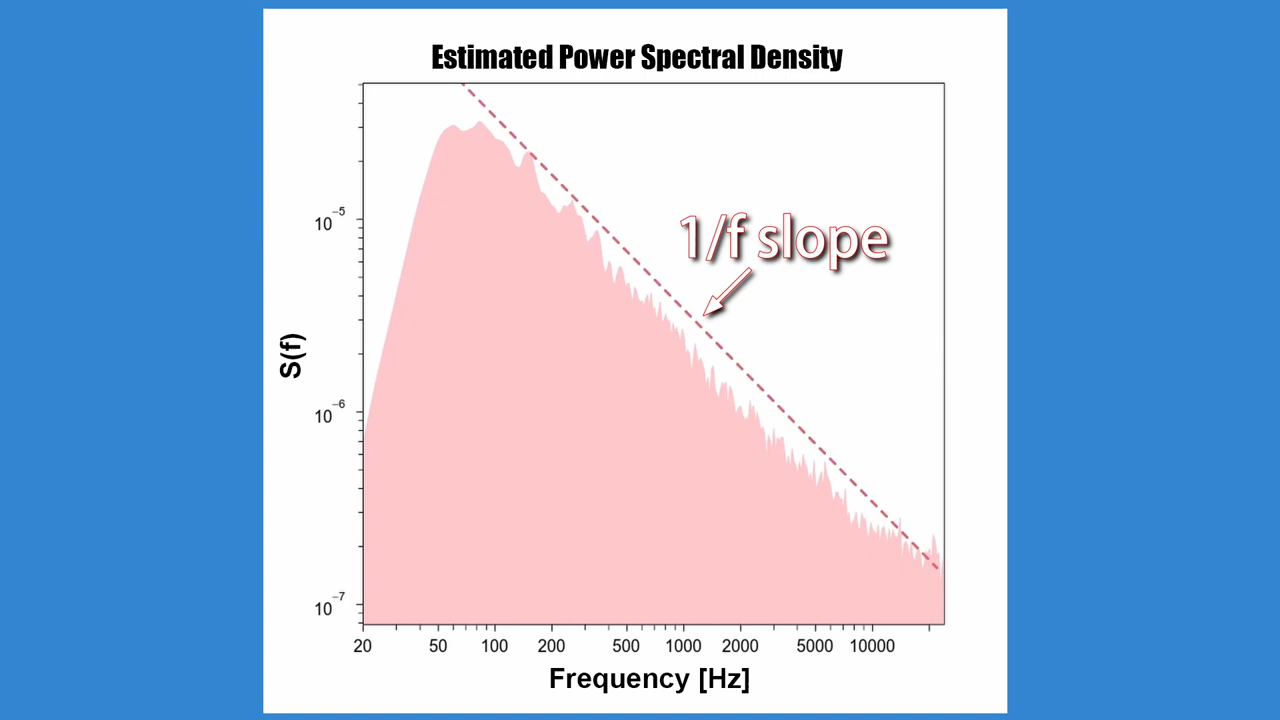 Estimated Power Spectral Density
1/f slope
10⁻⁵
10⁻⁶
10⁻⁷
S(f)
20 50 100 200 500 1000 2000 5000 10000
Frequency [Hz]